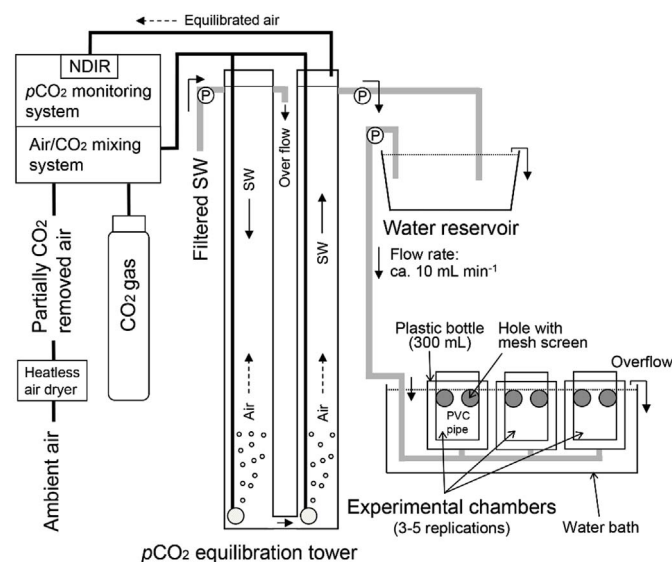 Equilibrated air
NDIR
pCO2 monitoring
system
Air/CO2 mixing
system
P
Filtered SW
SW
Over flow
SW
P
P
Water reservoir
Flow rate:
ca. 10 mL min-1
Partially CO2
removed air
CO2 gas
Heatless
air dryer
Ambient air
Air
Air
Plastic bottle
(300 mL)
Hole with
mesh screen
Overflow
PVC
pipe
Experimental chambers
(3-5 replications)
Water bath
pCO2 equilibration tower